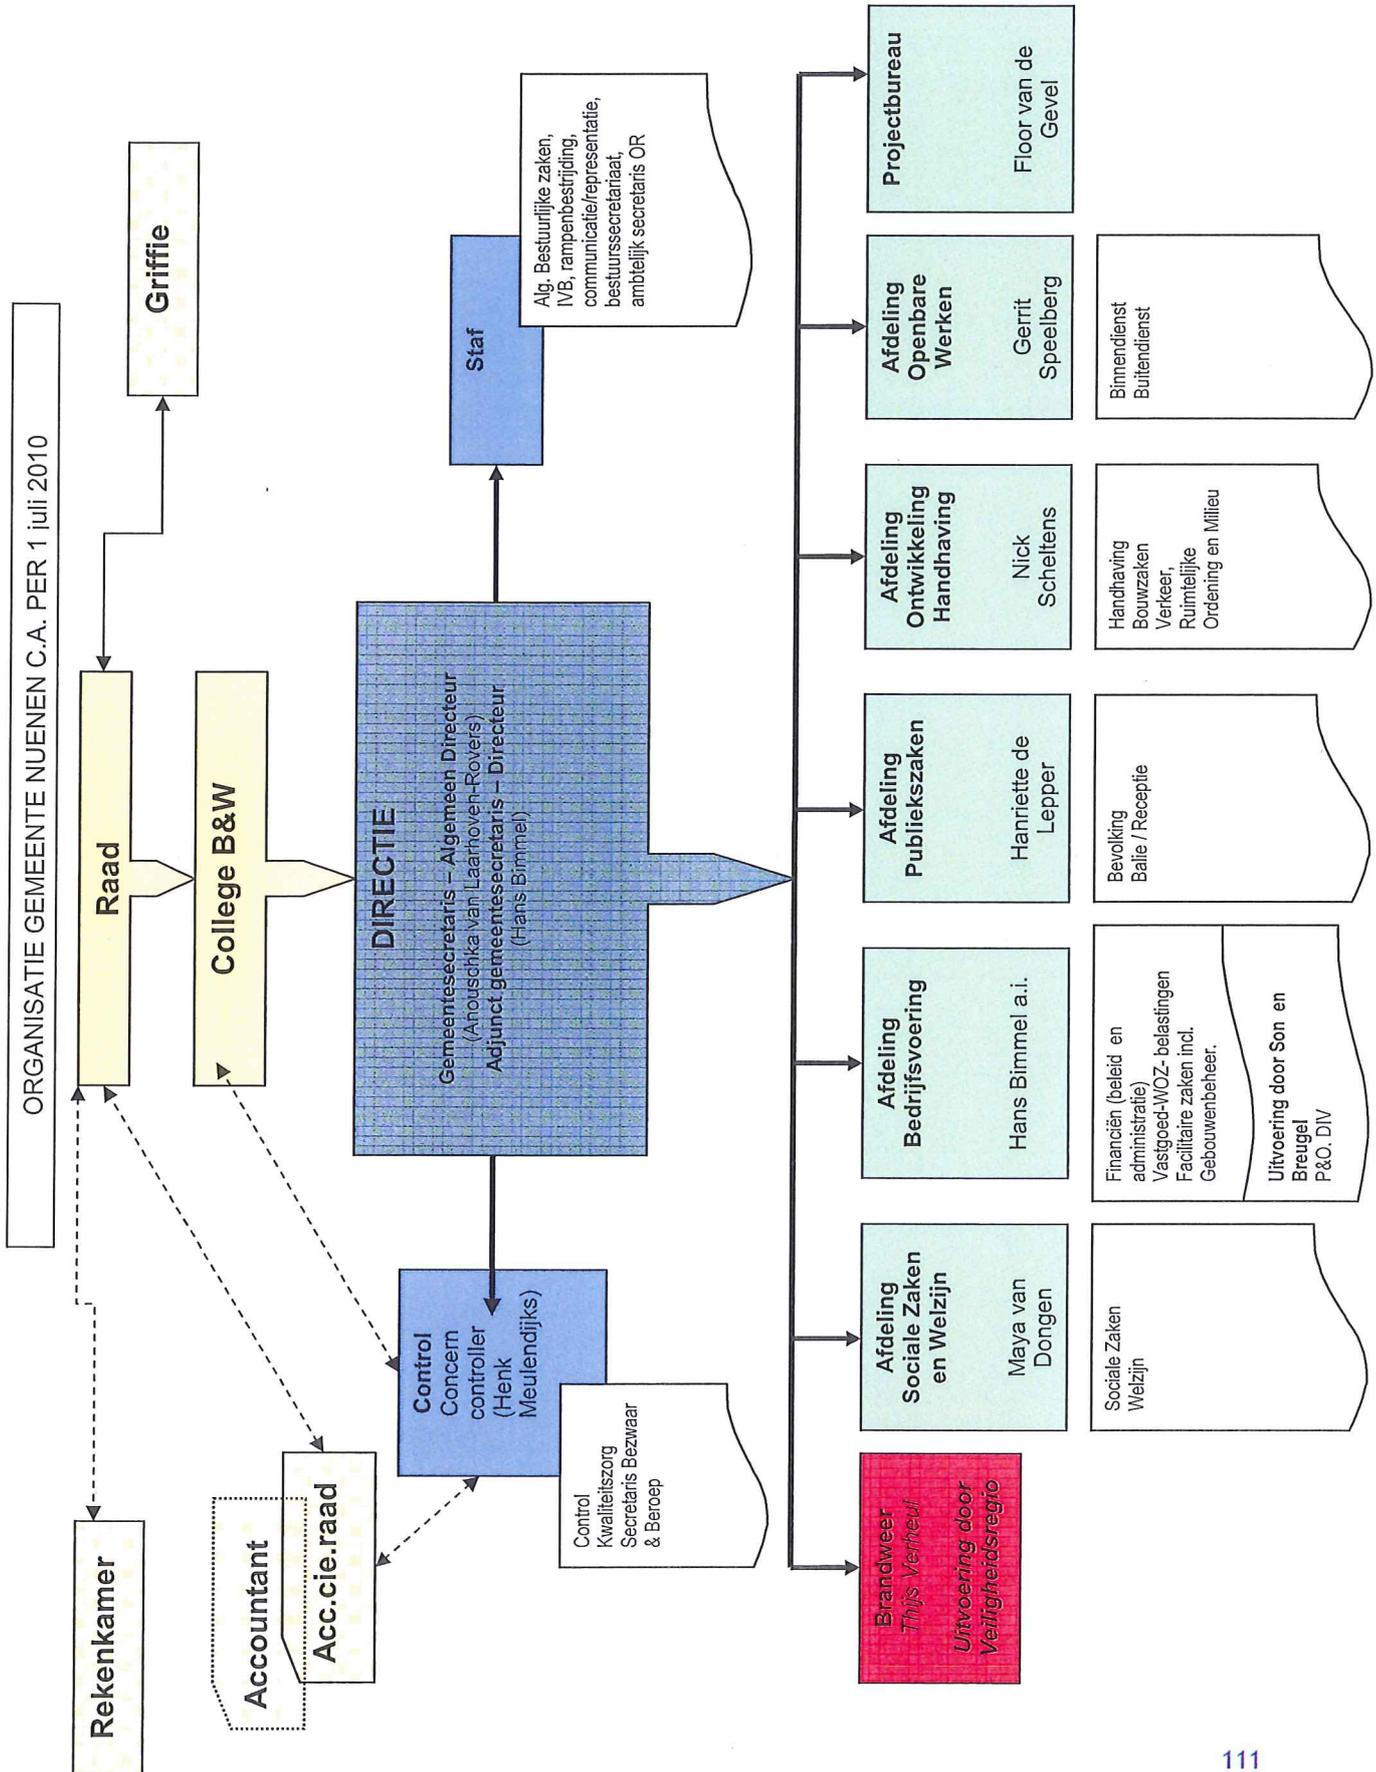 ORGANISATIE GEMEENTE NUENEN C.A. PER 1 juli 2010
Rekenkamer
Raad
Griffie
Accountant
Acc.cie.raad
College B&W
DIRECTIE
Gemeentesecretaris – Algemeen Directeur
(Anouschka van Laarhoven-Rovers)
Adjunct gemeentesecretaris – Directeur
(Hans Bimmel)
Control
Concern
controller
(Henk
Meulendijks)
Control
Kwaliteitszorg
Secretaris Bezwaar
& Beroep
Staf
Alg. Bestuurlijke zaken,
IVB, rampenbestrijding,
communicatie/representatie,
bestuurssecretariaat,
ambtelijk secretaris OR
Brandweer
Thijs Verheul
Uitvoering door
Veiligheidsregio
Afdeling
Sociale Zaken
en Welzijn
Maya van
Dongen
Sociale Zaken
Welzijn
Afdeling
Bedrijfsvoering
Hans Bimmel a.i.
Financiën (beleid en
administratie)
Vastgoed-WOZ- belastingen
Facilitaire zaken incl.
Gebouwenbeheer.
Uitvoering door Son en
Breugel
P&O. DIV
Afdeling
Publiekszaken
Hanriette de
Lepper
Bevolking
Balie / Receptie
Afdeling
Ontwikkeling
Handhaving
Nick
Scheltens
Handhaving
Bouwzaken
Verkeer,
Ruimtelijke
Ordening en Milieu
Afdeling
Openbare
Werken
Gerrit
Speelberg
Binnendienst
Buitendienst
Projectbureau
Floor van de
Gevel
111